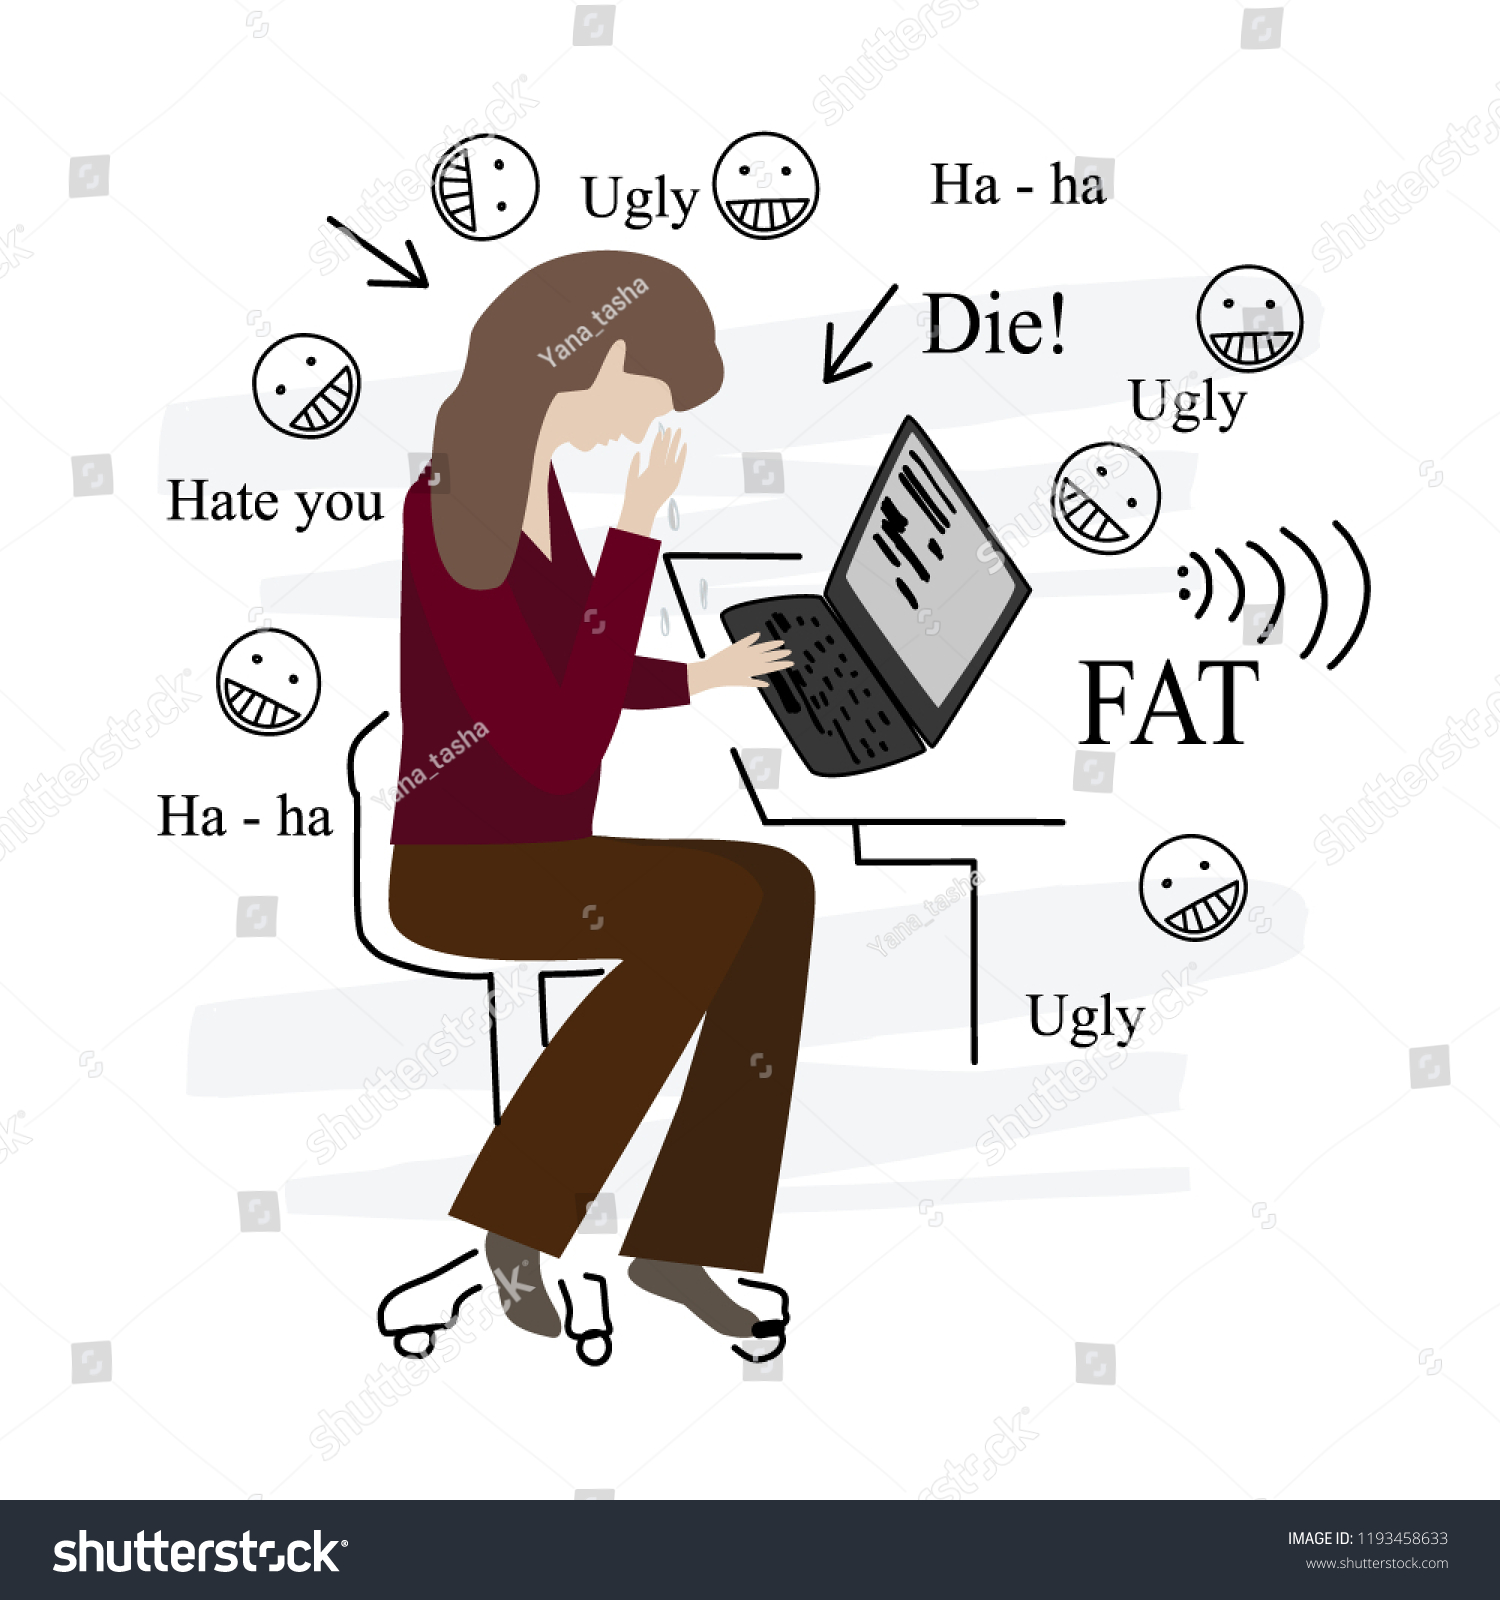 Ugly
Ha - ha
Die!
Ugly
Hate you
FAT
Ha - ha
Ugly
shutterstock
Yana_tasha
Yana_tasha
Yana_tasha
shutterstock
IMAGE ID: 1193458633
www.shutterstock.com